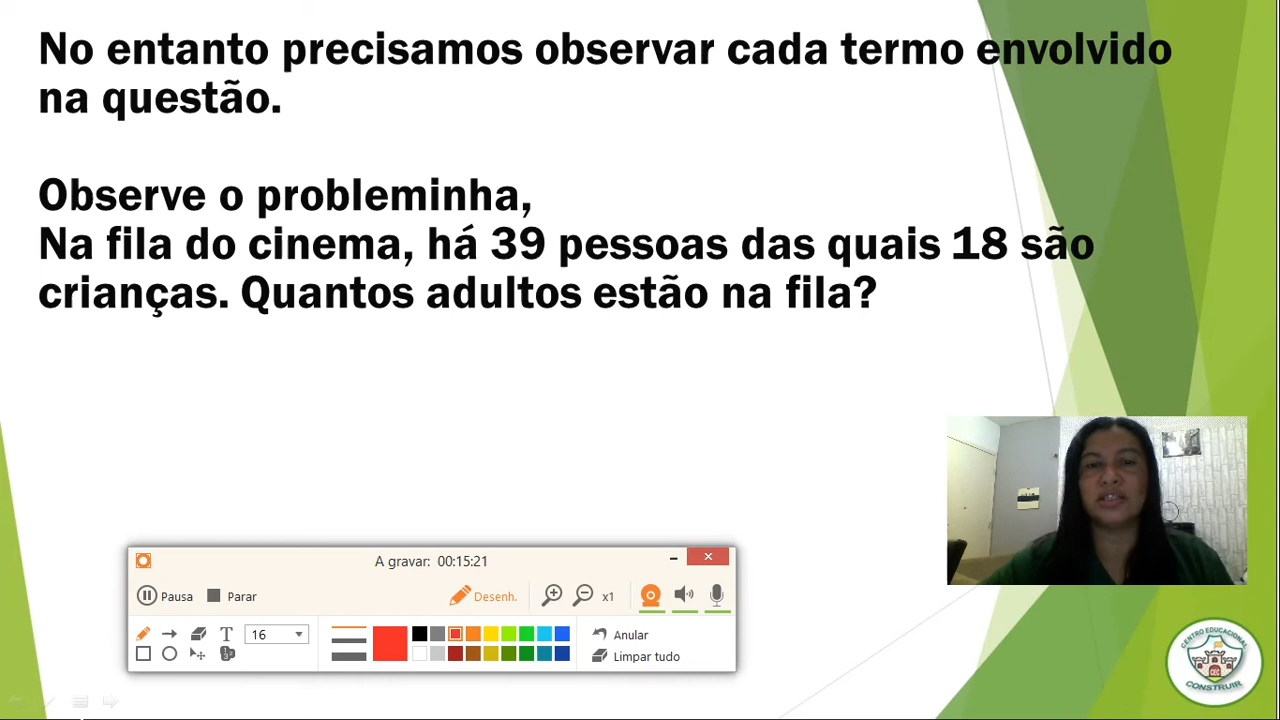 No entanto precisamos observar cada termo envolvido
na questão.
Observe o probleminha,
Na fila do cinema, há 39 pessoas das quais 18 são
crianças. Quantos adultos estão na fila?
A gravar: 00:15:21
Pausa
Parar
Desenh.
x1
T
16
Anular
Limpar tudo
CENTRO EDUCACIONAL
CEC
CONSTRUIR